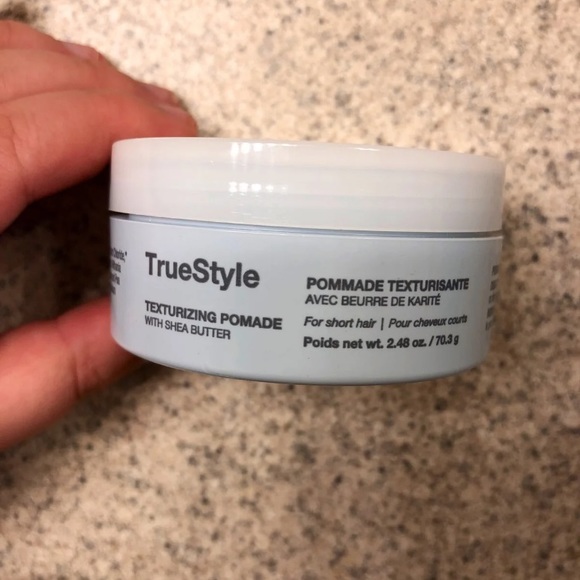 TrueStyle
TEXTURIZING POMADE
WITH SHEA BUTTER
POMMADE TEXTURISANTE
AVEC BEURRE DE KARITÉ
For short hair | Pour cheveux courts
Poids net wt. 2.48 oz. / 70.3 g